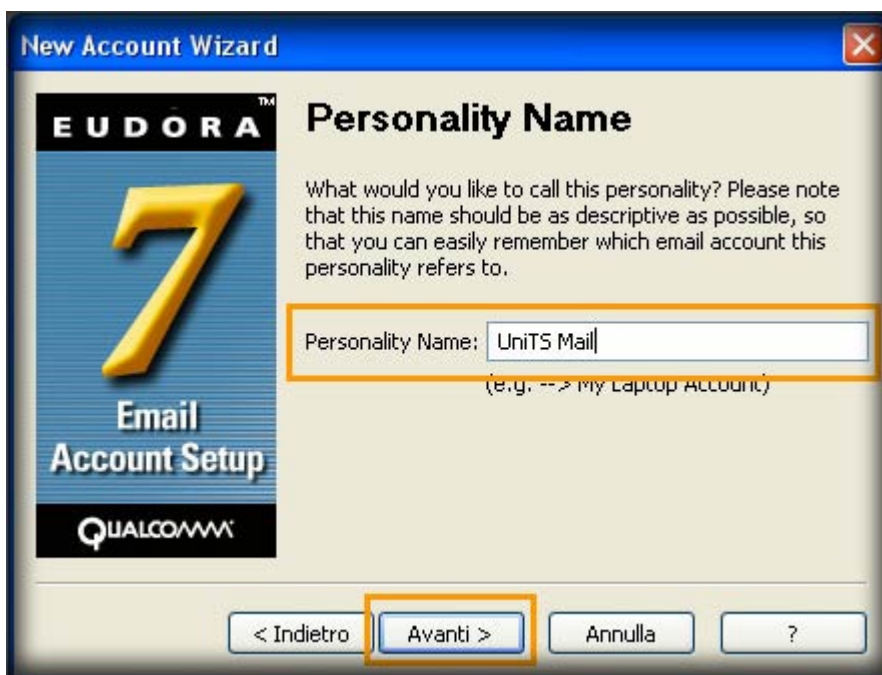 New Account Wizard
EUDORA™
7
Email
Account Setup
QUALCOMM
Personality Name
What would you like to call this personality? Please note
that this name should be as descriptive as possible, so
that you can easily remember which email account this
personality refers to.
Personality Name: UniTS Mail
(e.g. --> My Laptop Account)
< Indietro Avanti > Annulla ?